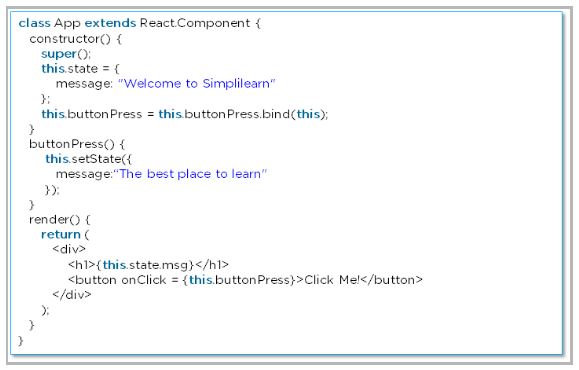 class App extends React.Component {
constructor() {
super();
this.state = {
message: "Welcome to Simplilearn"
};
this.buttonPress = this.buttonPress.bind(this);
}
buttonPress() {
this.setState({
message:"The best place to learn"
});
}
render() {
return (
<div>
<h1>{this.state.msg}</h1>
<button onClick = {this.buttonPress}>Click Me!</button>
</div>
);
}
}